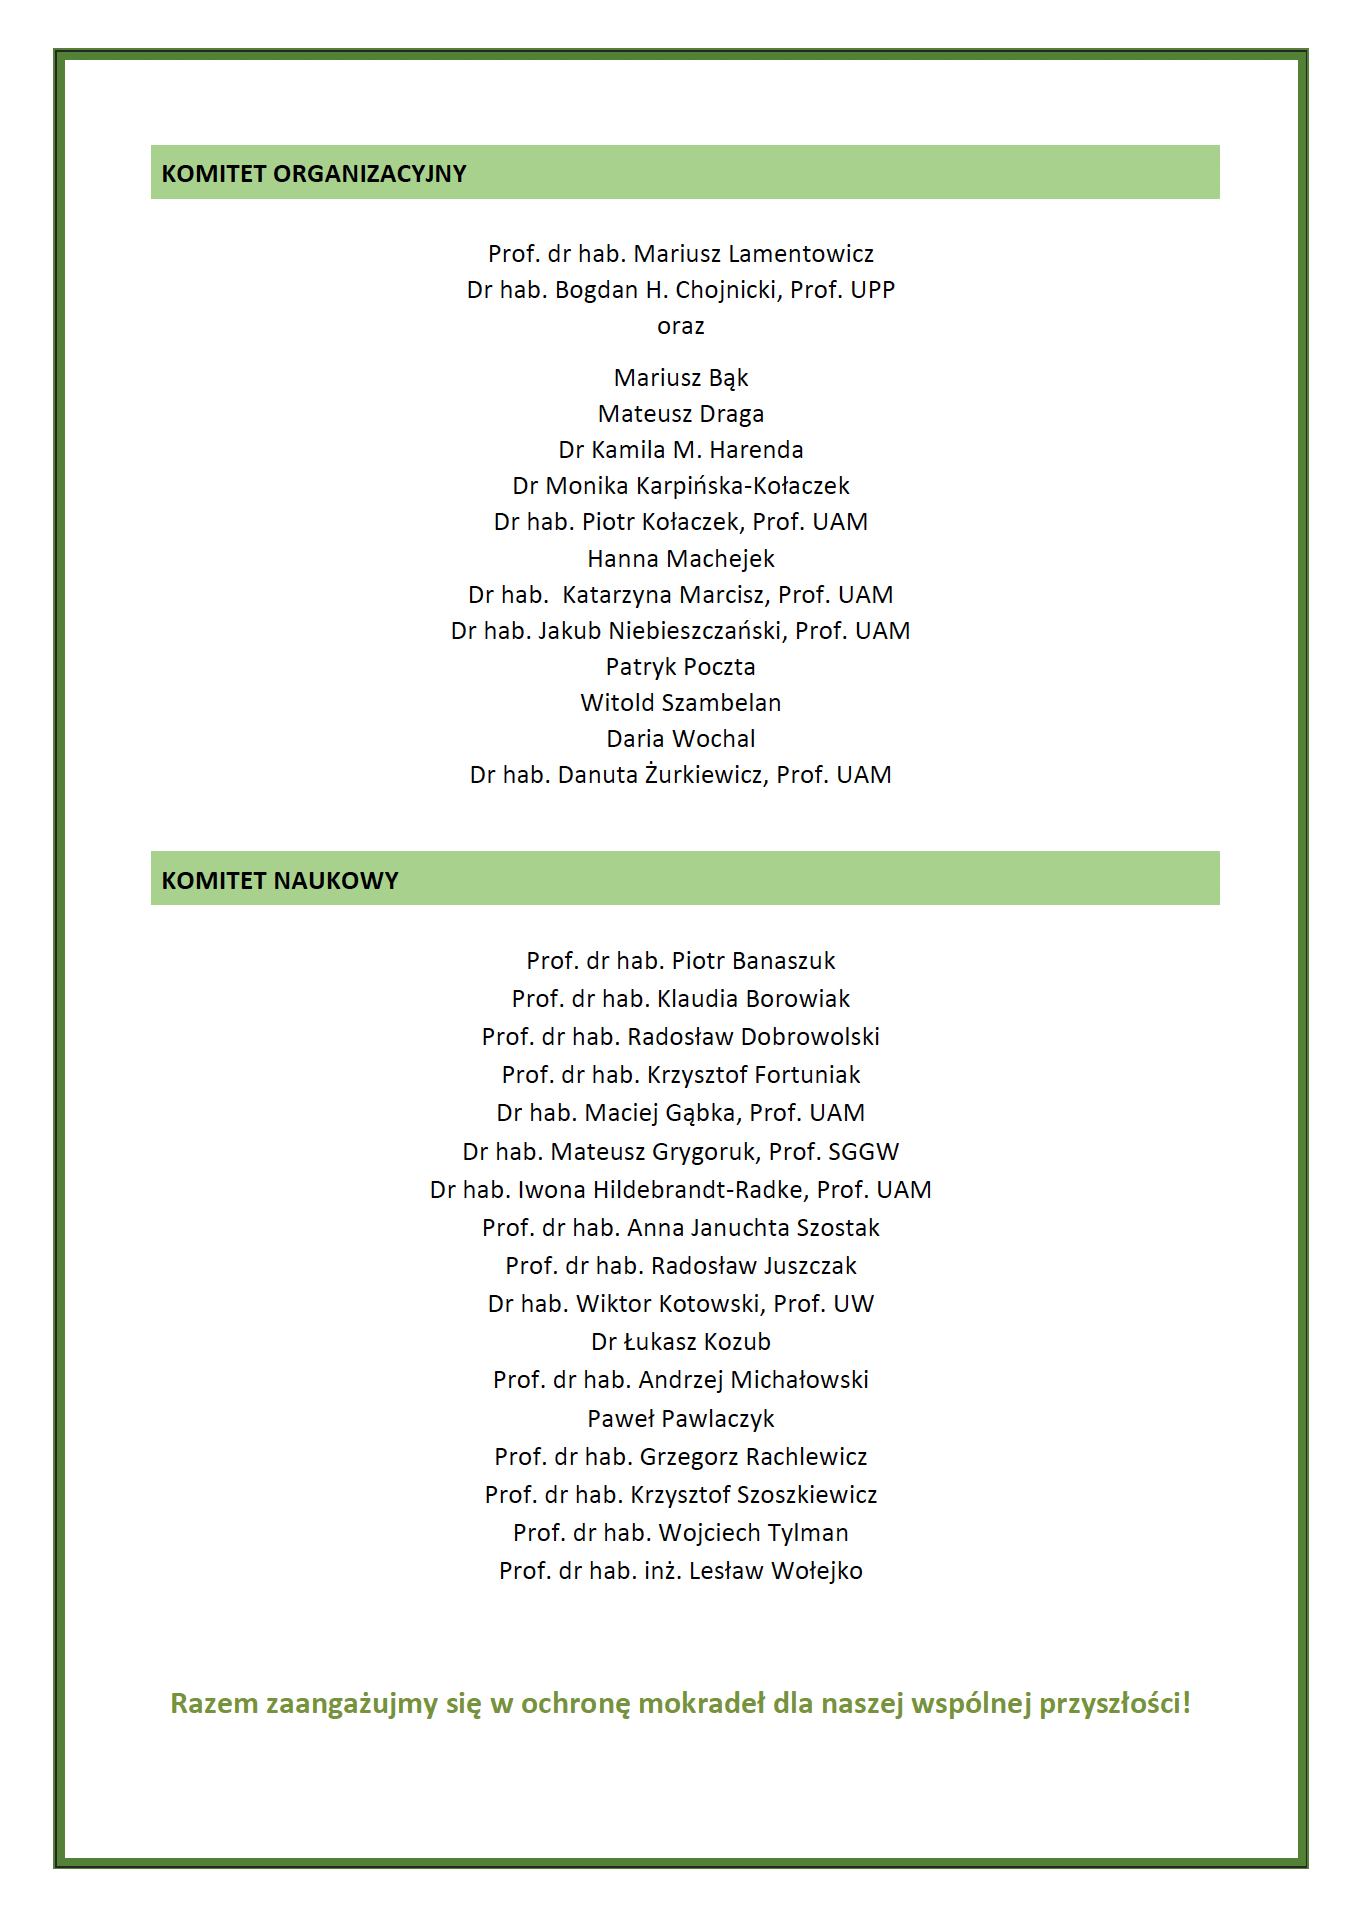 KOMITET ORGANIZACYJNY
Prof. dr hab. Mariusz Lamentowicz
Dr hab. Bogdan H. Chojnicki, Prof. UPP
oraz
Mariusz Bąk
Mateusz Draga
Dr Kamila M. Harenda
Dr Monika Karpińska-Kołaczek
Dr hab. Piotr Kołaczek, Prof. UAM
Hanna Machejek
Dr hab.  Katarzyna Marcisz, Prof. UAM
Dr hab. Jakub Niebieszczański, Prof. UAM
Patryk Poczta
Witold Szambelan
Daria Wochal
Dr hab. Danuta Żurkiewicz, Prof. UAM
KOMITET NAUKOWY
Prof. dr hab. Piotr Banaszuk
Prof. dr hab. Klaudia Borowiak
Prof. dr hab. Radosław Dobrowolski
Prof. dr hab. Krzysztof Fortuniak
Dr hab. Maciej Gąbka, Prof. UAM
Dr hab. Mateusz Grygoruk, Prof. SGGW
Dr hab. Iwona Hildebrandt-Radke, Prof. UAM
Prof. dr hab. Anna Januchta Szostak
Prof. dr hab. Radosław Juszczak
Dr hab. Wiktor Kotowski, Prof. UW
Dr Łukasz Kozub
Prof. dr hab. Andrzej Michałowski
Paweł Pawlaczyk
Prof. dr hab. Grzegorz Rachlewicz
Prof. dr hab. Krzysztof Szoszkiewicz
Prof. dr hab. Wojciech Tylman
Prof. dr hab. inż. Lesław Wołejko
Razem zaangażujmy się w ochronę mokradeł dla naszej wspólnej przyszłości!